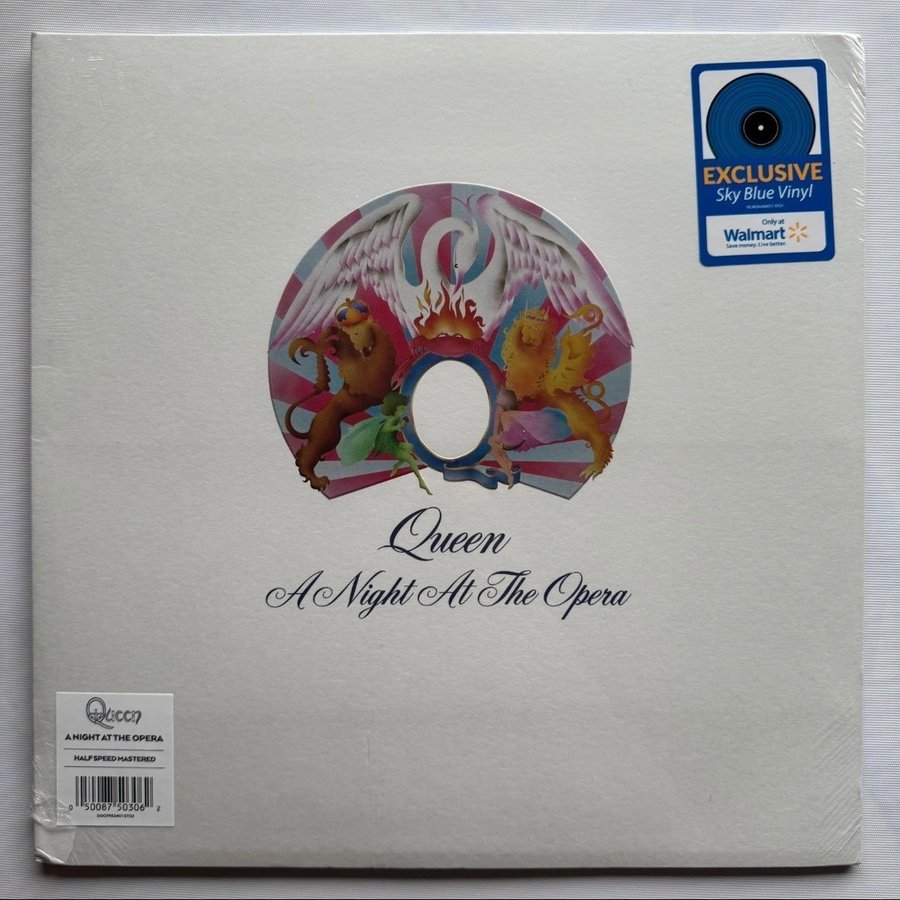 EXCLUSIVE
Sky Blue Vinyl
Only at
Walmart
Save money. Live better.
Queen
A Night At The Opera
Queen
A NIGHT AT THE OPERA
HALF SPEED MASTERED
0 50087 50306 2